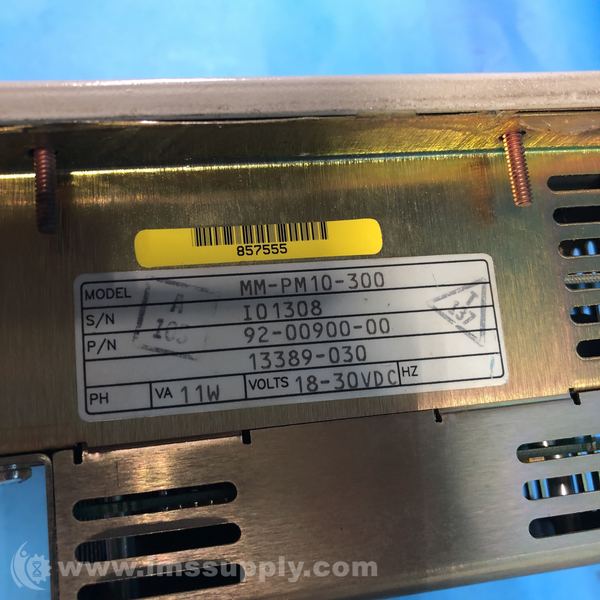 857555
MODEL MM-PM10-300
S/N I01308
P/N 92-00900-00
13389-030
PH VA 11W VOLTS 18-30VDC HZ
T
137
www.imssupply.com